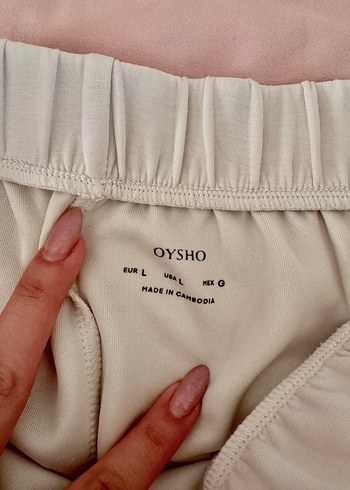 OYSHO
EUR L USA L MEX G
MADE IN CAMBODIA